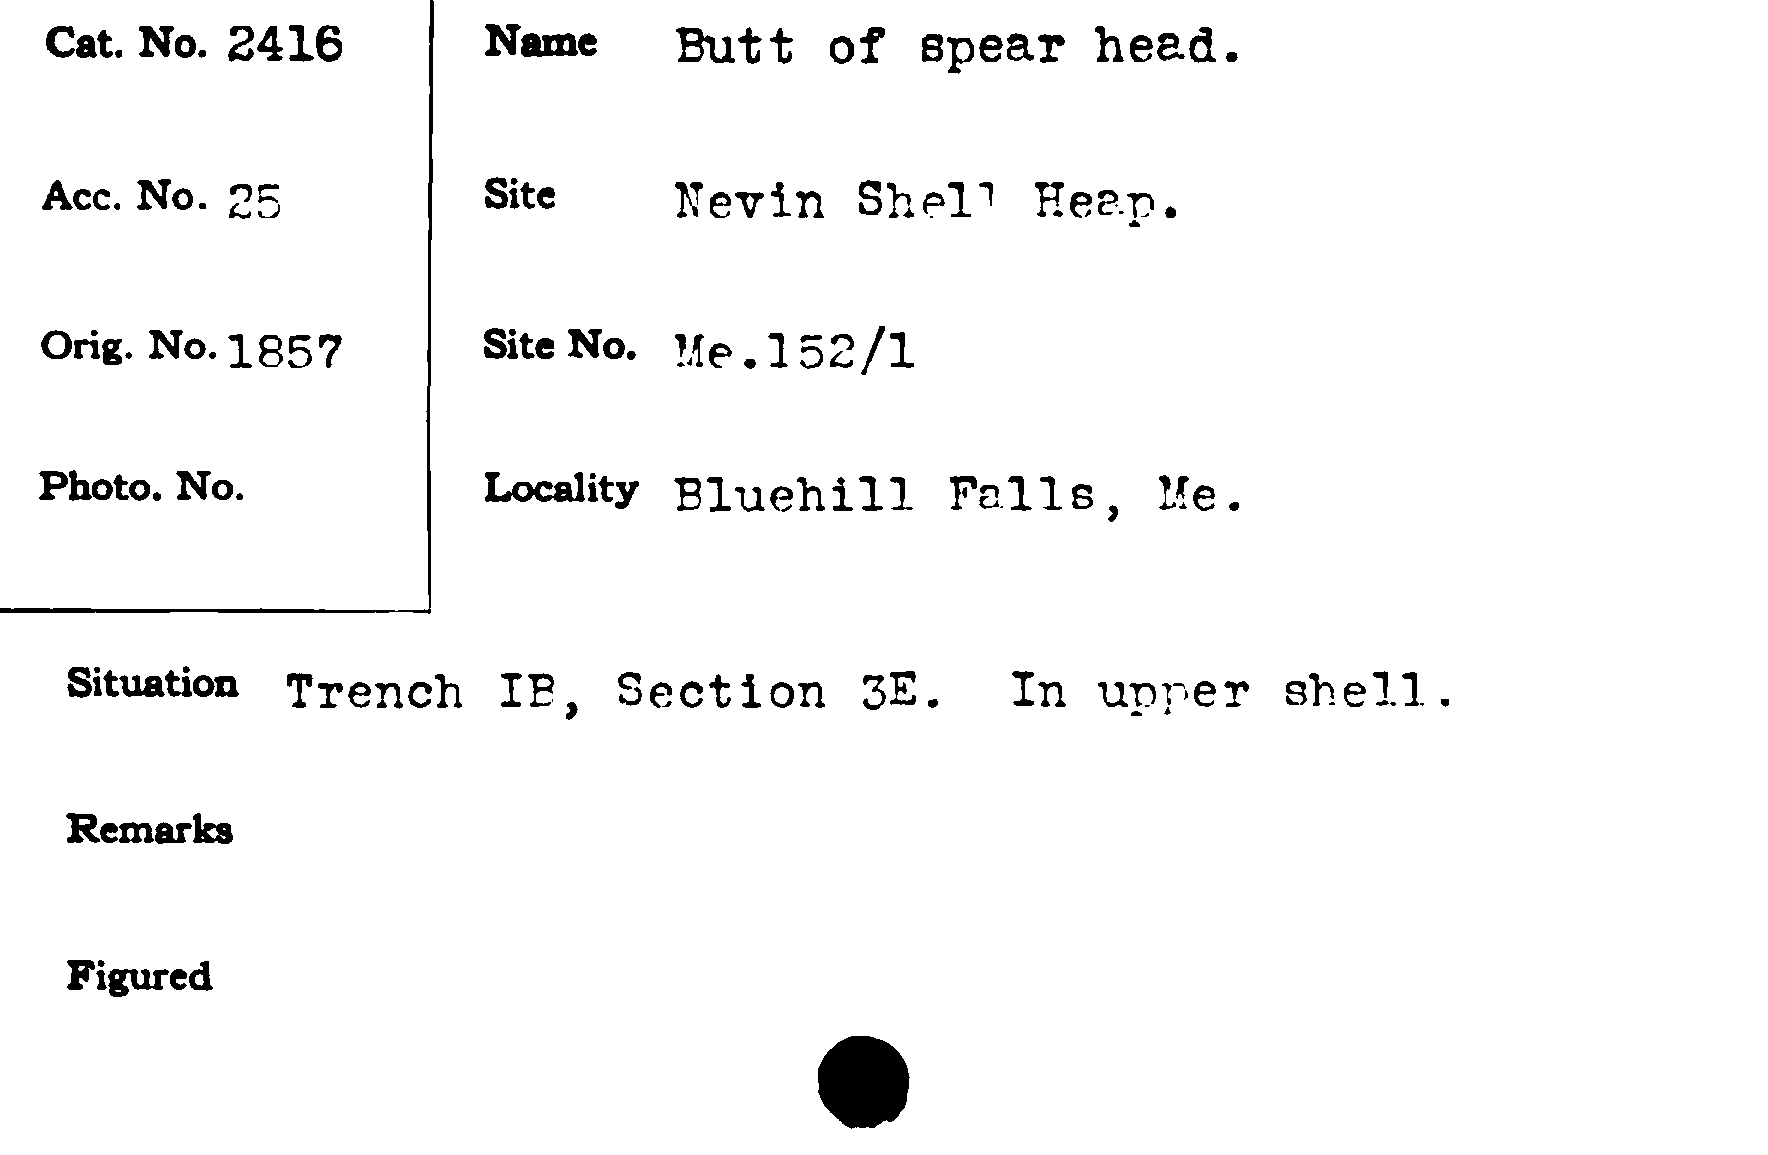 Cat. No. 2416
Name Butt of spear head.
Acc. No. 25
Site Nevin Shell Heap.
Orig. No. 1857
Site No. Me.152/1
Photo. No.
Locality Bluehill Falls, Me.
Situation Trench IB, Section 3E. In upper shell.
Remarks
Figured